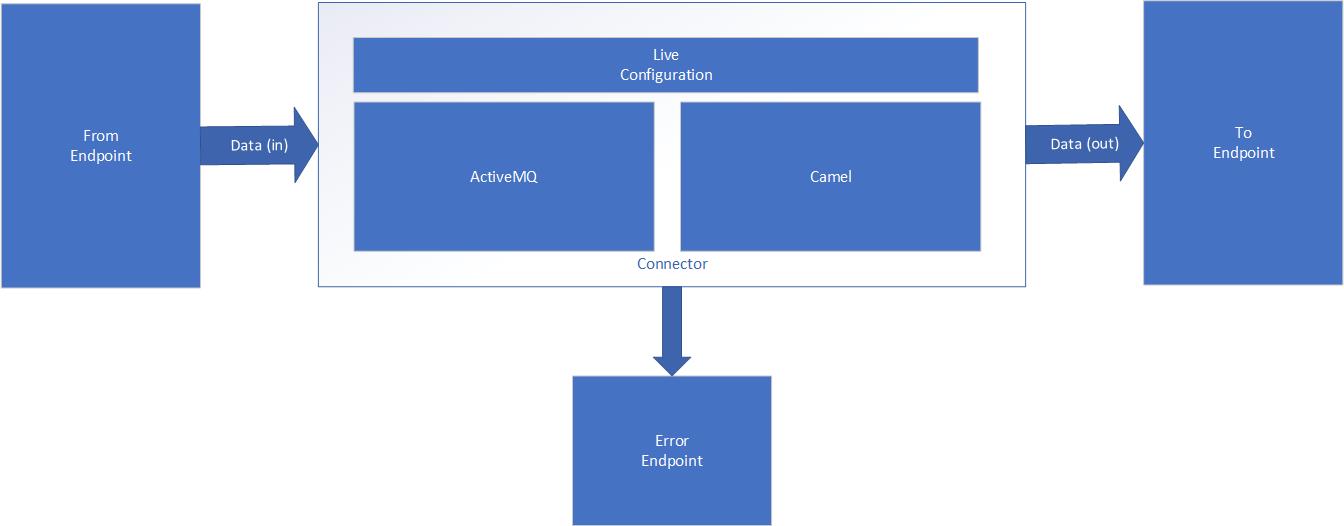 From
Endpoint
Data (in)
Live
Configuration
ActiveMQ
Camel
Connector
Data (out)
To
Endpoint
Error
Endpoint